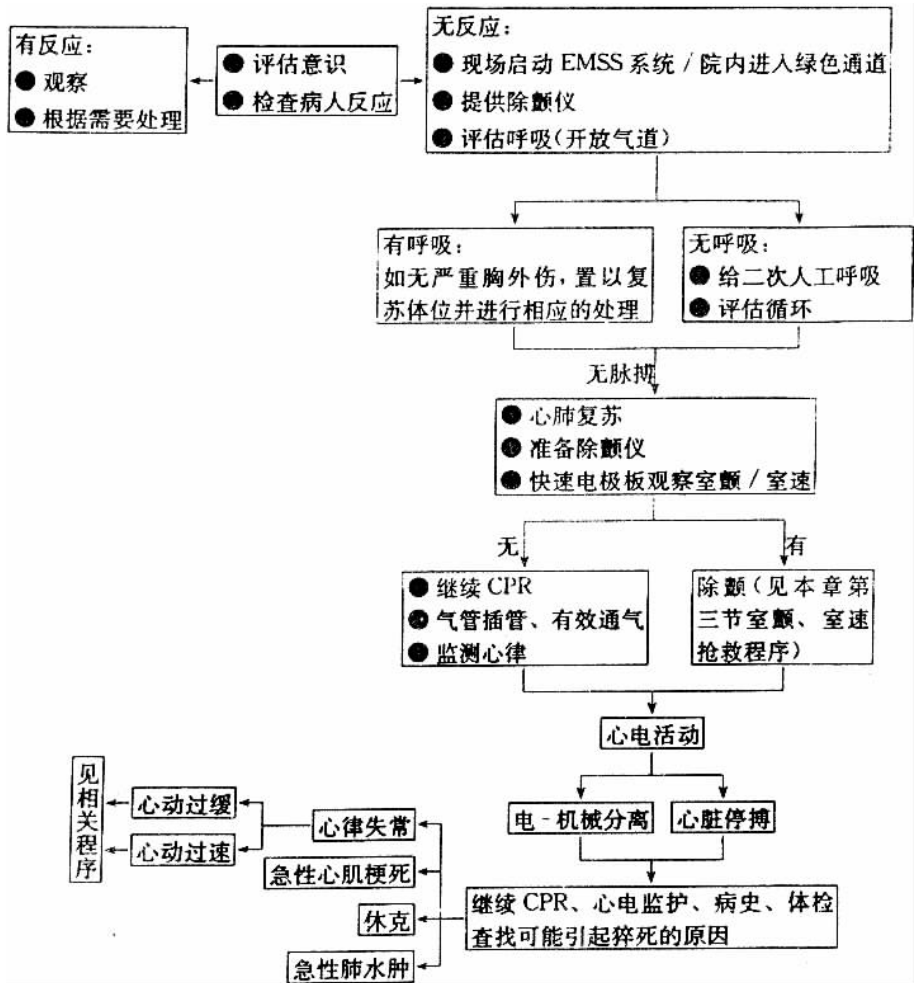 有反应：
● 观察
● 根据需要处理
● 评估意识
● 检查病人反应
无反应：
● 现场启动 EMSS 系统 / 院内进入绿色通道
● 提供除颤仪
● 评估呼吸（开放气道）
有呼吸：
如无严重胸外伤，置以复
苏体位并进行相应的处理
无呼吸：
● 给二次人工呼吸
● 评估循环
无脉搏
● 心肺复苏
● 准备除颤仪
● 快速电极板观察室颤 / 室速
无
有
● 继续 CPR
● 气管插管、有效通气
● 监测心律
除颤（见本章第
三节室颤、室速
抢救程序）
心电活动
电-机械分离
心脏停搏
继续 CPR、心电监护、病史、体检
查找可能引起猝死的原因
心律失常
急性心肌梗死
休克
急性肺水肿
心动过缓
心动过速
见相关程序